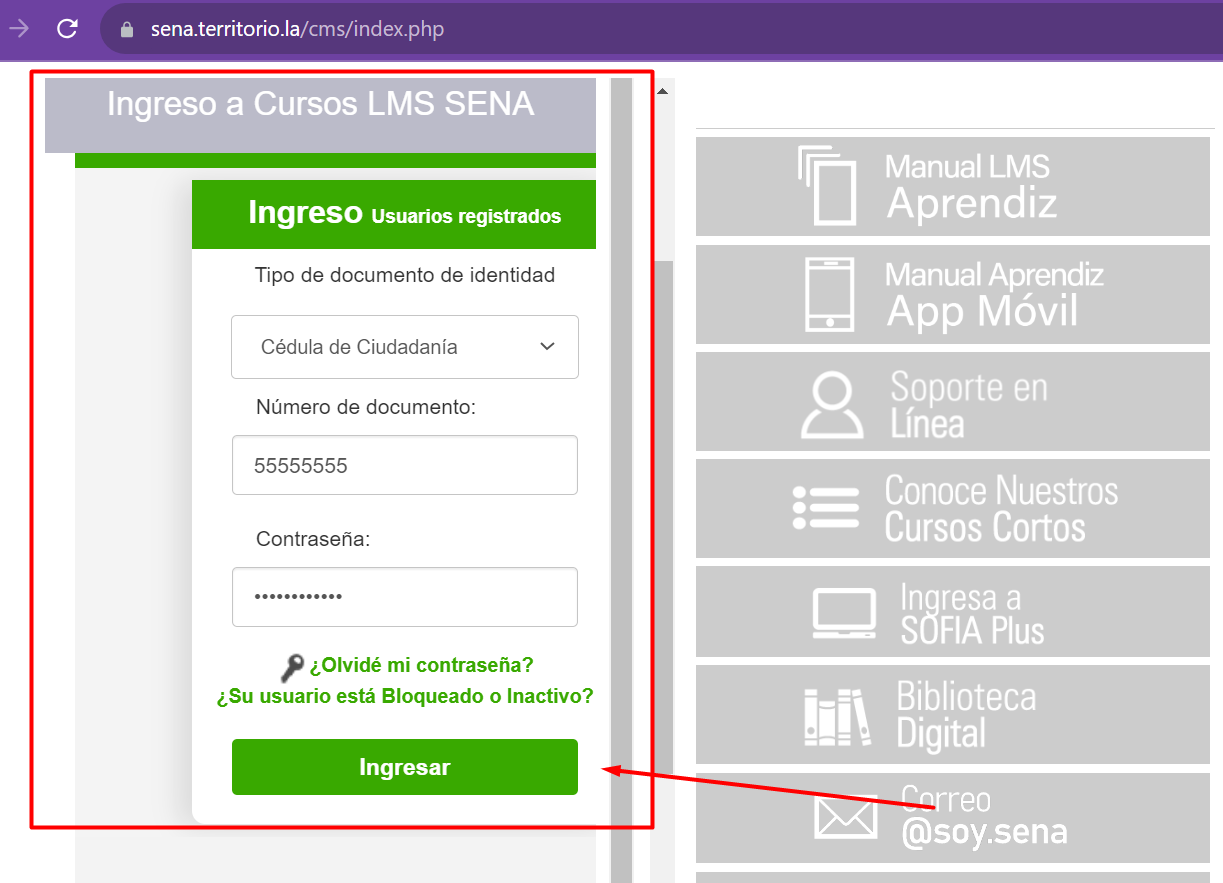 sena.territorio.la/cms/index.php
Ingreso a Cursos LMS SENA
Ingreso Usuarios registrados
Tipo de documento de identidad
Cédula de Ciudadanía
Número de documento:
55555555
Contraseña:
••••••••••••
¿Olvidé mi contraseña?
¿Su usuario está Bloqueado o Inactivo?
Ingresar
Manual LMS
Aprendiz
Manual Aprendiz
App Móvil
Soporte en
Línea
Conoce Nuestros
Cursos Cortos
Ingresa a
SOFIA Plus
Biblioteca
Digital
Correo
@soy.sena